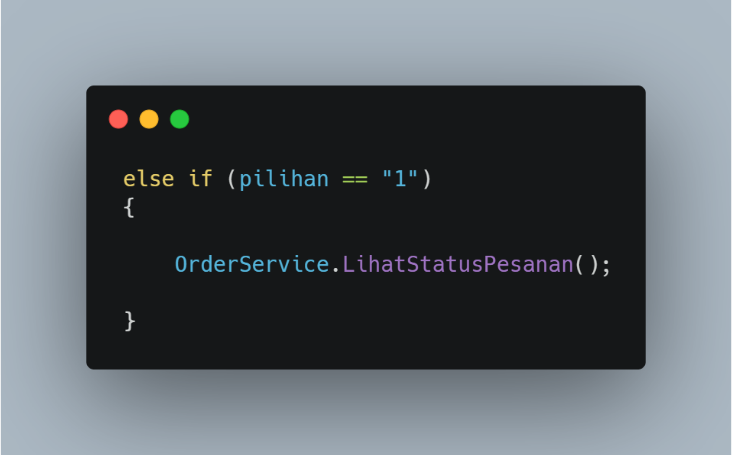 else if (pilihan == "1")
{
OrderService.LihatStatusPesanan();
}